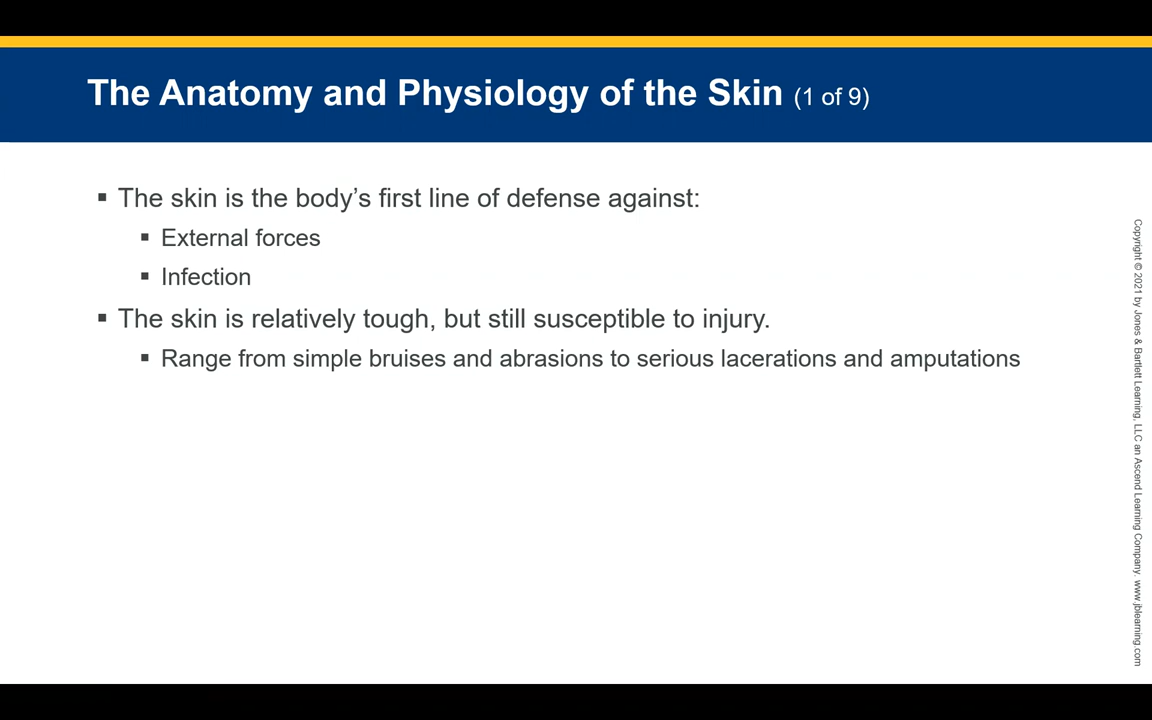 The Anatomy and Physiology of the Skin (1 of 9)
▪ The skin is the body’s first line of defense against:
▪ External forces
▪ Infection
▪ The skin is relatively tough, but still susceptible to injury.
▪ Range from simple bruises and abrasions to serious lacerations and amputations
Copyright © 2021 by Jones & Bartlett Learning, LLC an Ascend Learning Company. www.jblearning.com